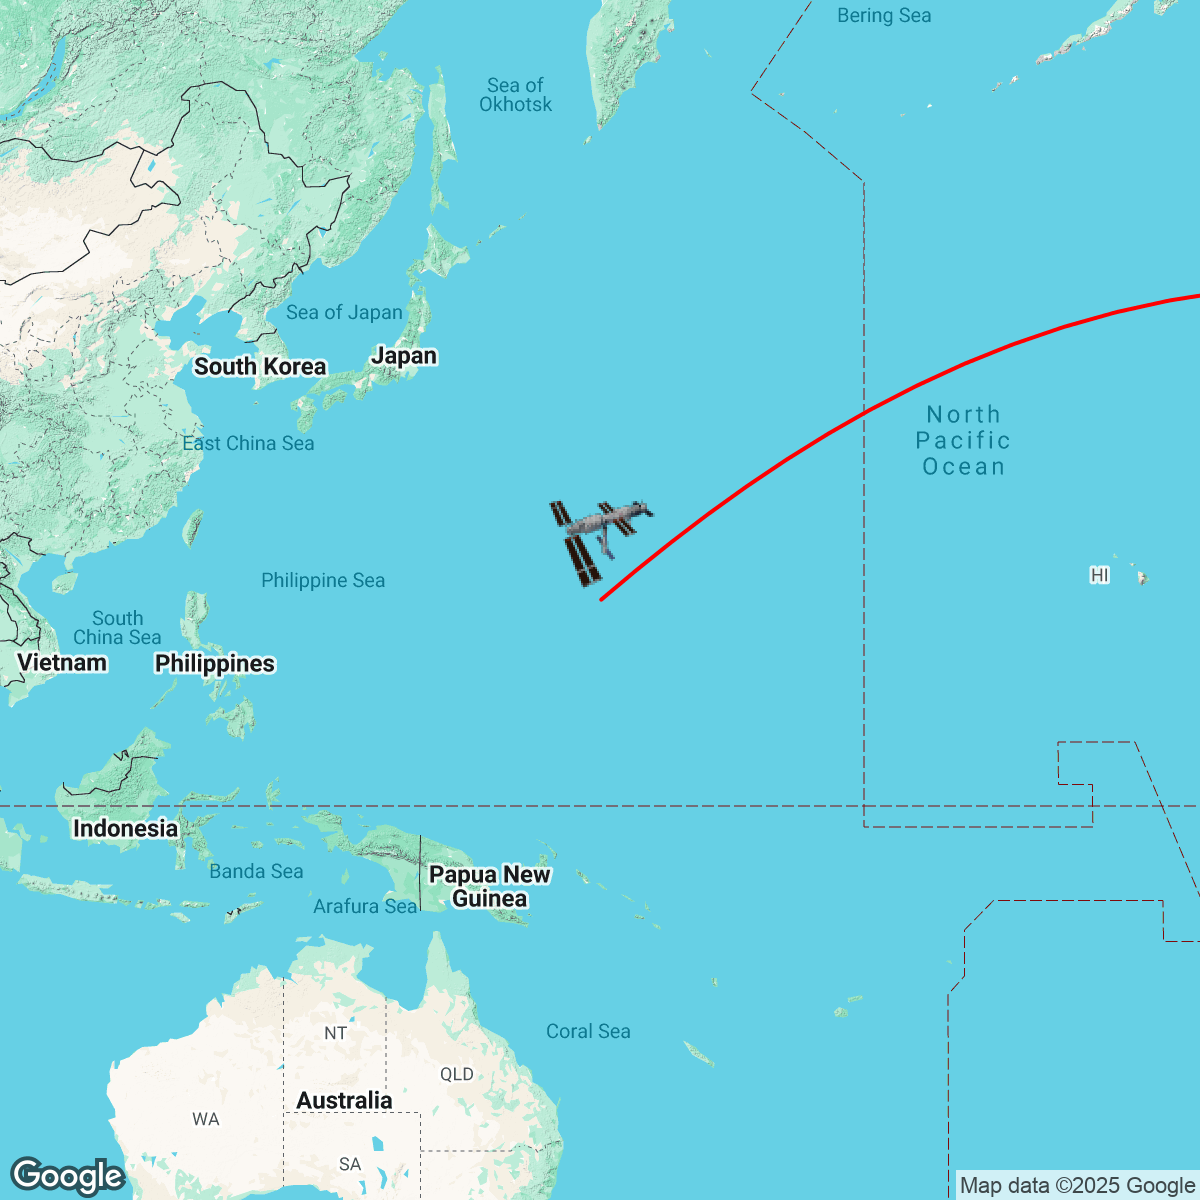 Bering Sea
Sea of
Okhotsk
Sea of Japan
Japan
South Korea
North
Pacific
Ocean
East China Sea
Philippine Sea
HI
South
China Sea
Vietnam
Philippines
Indonesia
Banda Sea
Papua New
Guinea
Arafura Sea
NT
Coral Sea
QLD
Australia
WA
SA
Google
Map data ©2025 Google